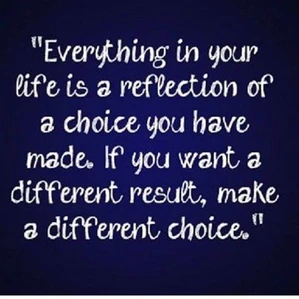 "Everything in your
life is a reflection of
a choice you have
made. If you want a
different result, make
a different choice."